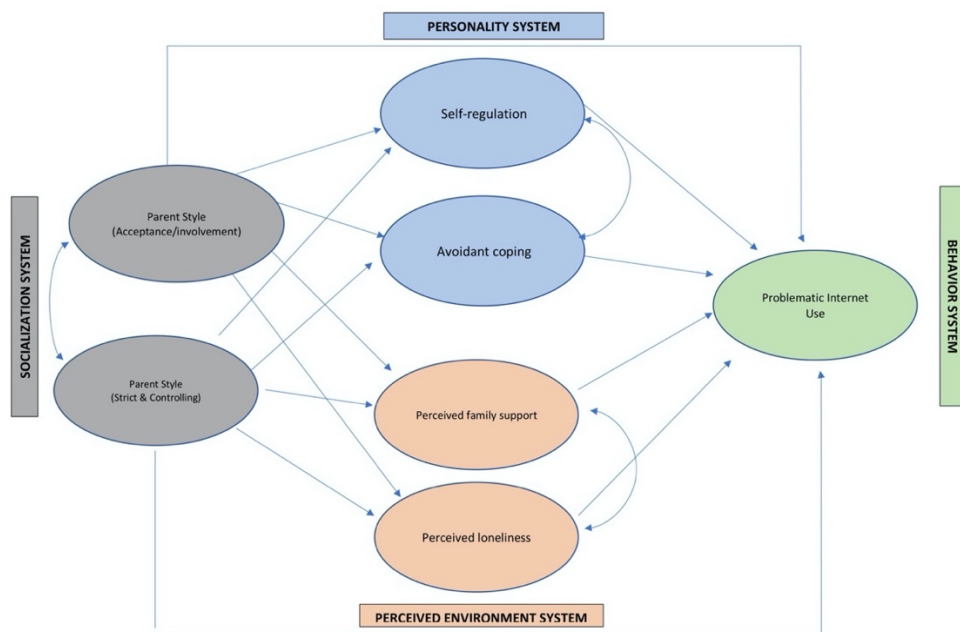 PERSONALITY SYSTEM
Self-regulation
Parent Style
(Acceptance/involvement)
Avoidant coping
SOCIALIZATION SYSTEM
BEHAVIOR SYSTEM
Problematic Internet
Use
Parent Style
(Strict & Controlling)
Perceived family support
Perceived loneliness
PERCEIVED ENVIRONMENT SYSTEM